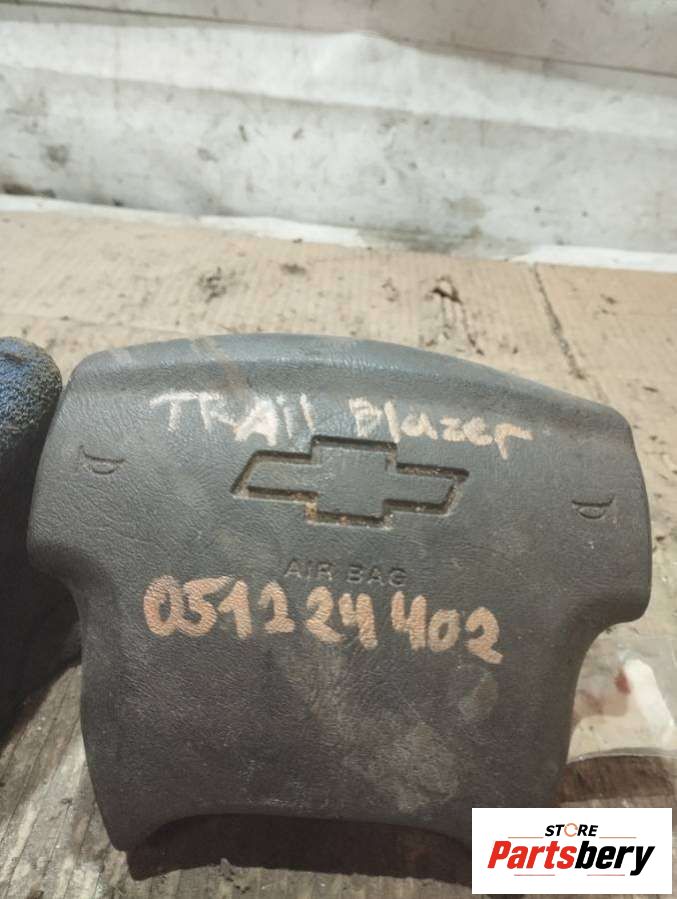 TRAil Blazer
AIR BAG
051224402
STORE
Partsbery